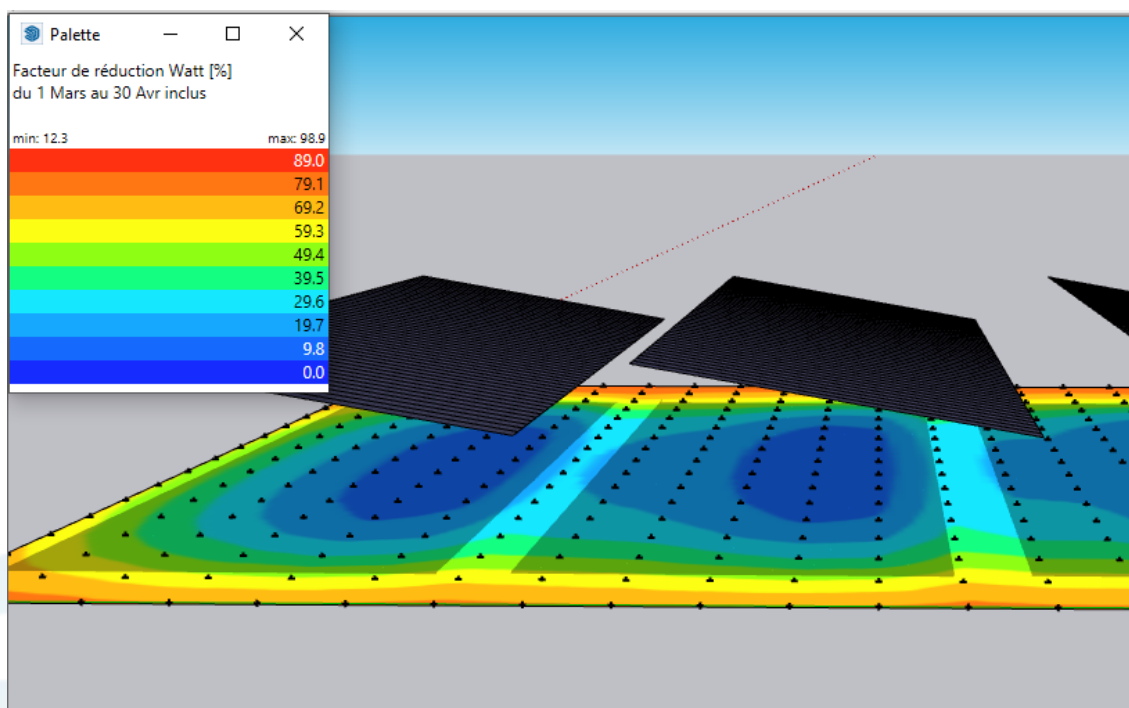 Palette
Facteur de réduction Watt [%]
du 1 Mars au 30 Avr inclus
min: 12.3 max: 98.9
89.0
79.1
69.2
59.3
49.4
39.5
29.6
19.7
9.8
0.0